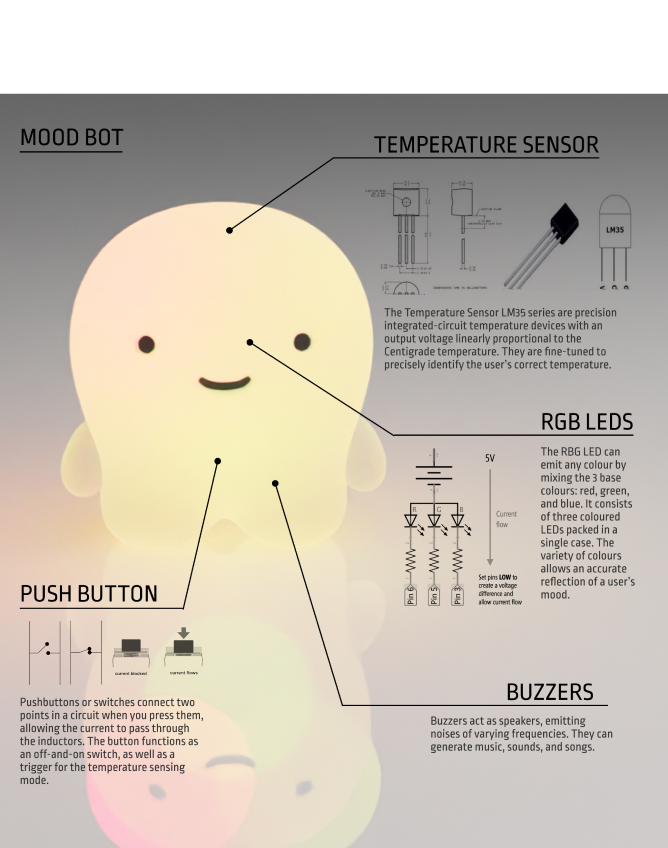 MOOD BOT
TEMPERATURE SENSOR
LM35
The Temperature Sensor LM35 series are precision
integrated-circuit temperature devices with an
output voltage linearly proportional to the
Centigrade temperature. They are fine-tuned to
precisely identify the user's correct temperature.
RGB LEDS
5V
R G B
Current
flow
Set pins LOW to
create a voltage
difference and
allow current flow
Pin 6
Pin 5
Pin 3
The RBG LED can
emit any colour by
mixing the 3 base
colours: red, green,
and blue. It consists
of three coloured
LEDs packed in a
single case. The
variety of colours
allows an accurate
reflection of a user's
mood.
PUSH BUTTON
current blocked
current flows
Pushbuttons or switches connect two
points in a circuit when you press them,
allowing the current to pass through
the inductors. The button functions as
an off-and-on switch, as well as a
trigger for the temperature sensing
mode.
BUZZERS
Buzzers act as speakers, emitting
noises of varying frequencies. They can
generate music, sounds, and songs.